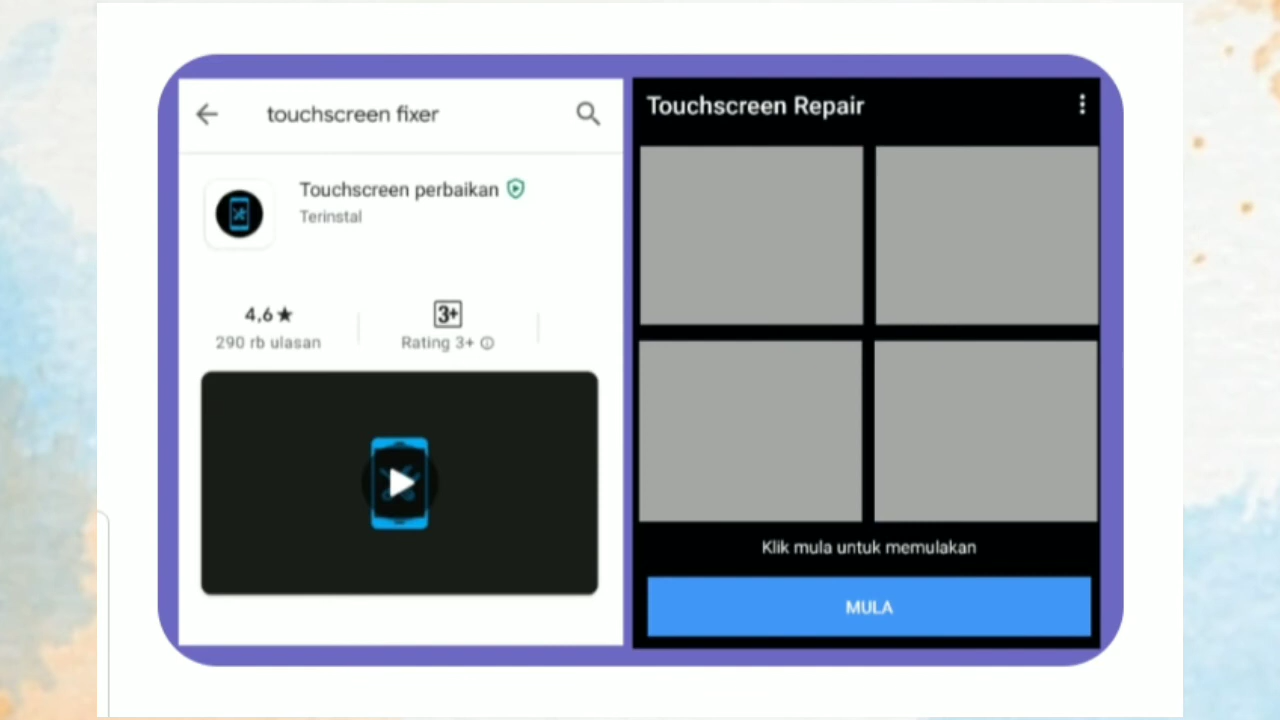 touchscreen fixer
Touchscreen perbaikan
Terinstal
4,6★
290 rb ulasan
3+
Rating 3+
Touchscreen Repair
Klik mula untuk memulakan
MULA